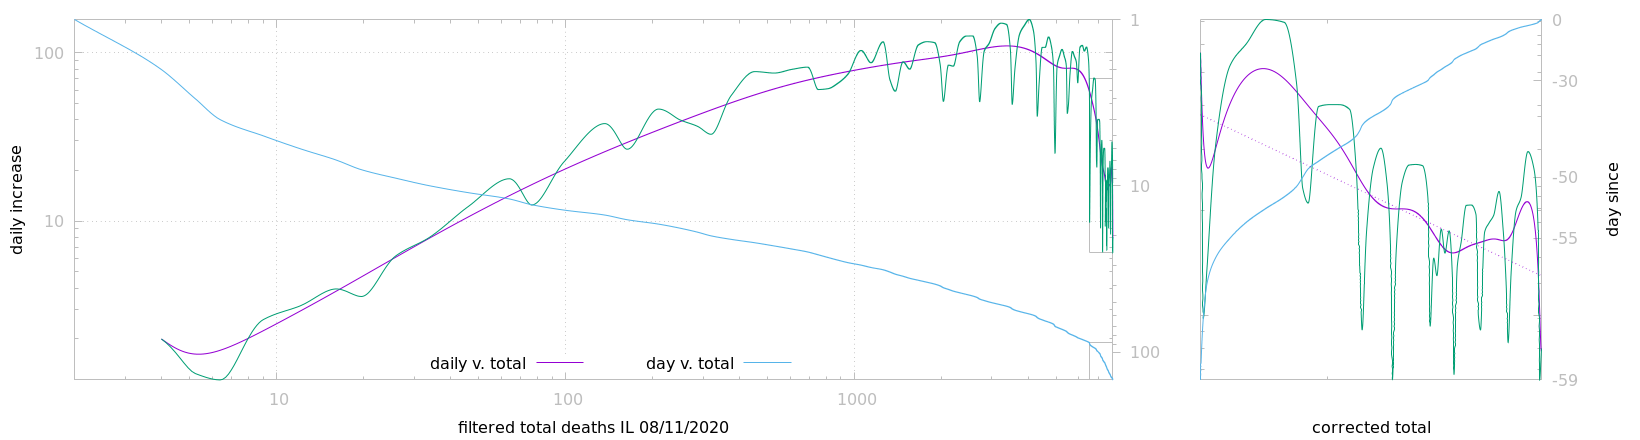 100
10
daily increase
10
100
1000
filtered total deaths IL 08/11/2020
daily v. total
day v. total
1
10
100
0
-30
-50
-55
-59
day since
corrected total